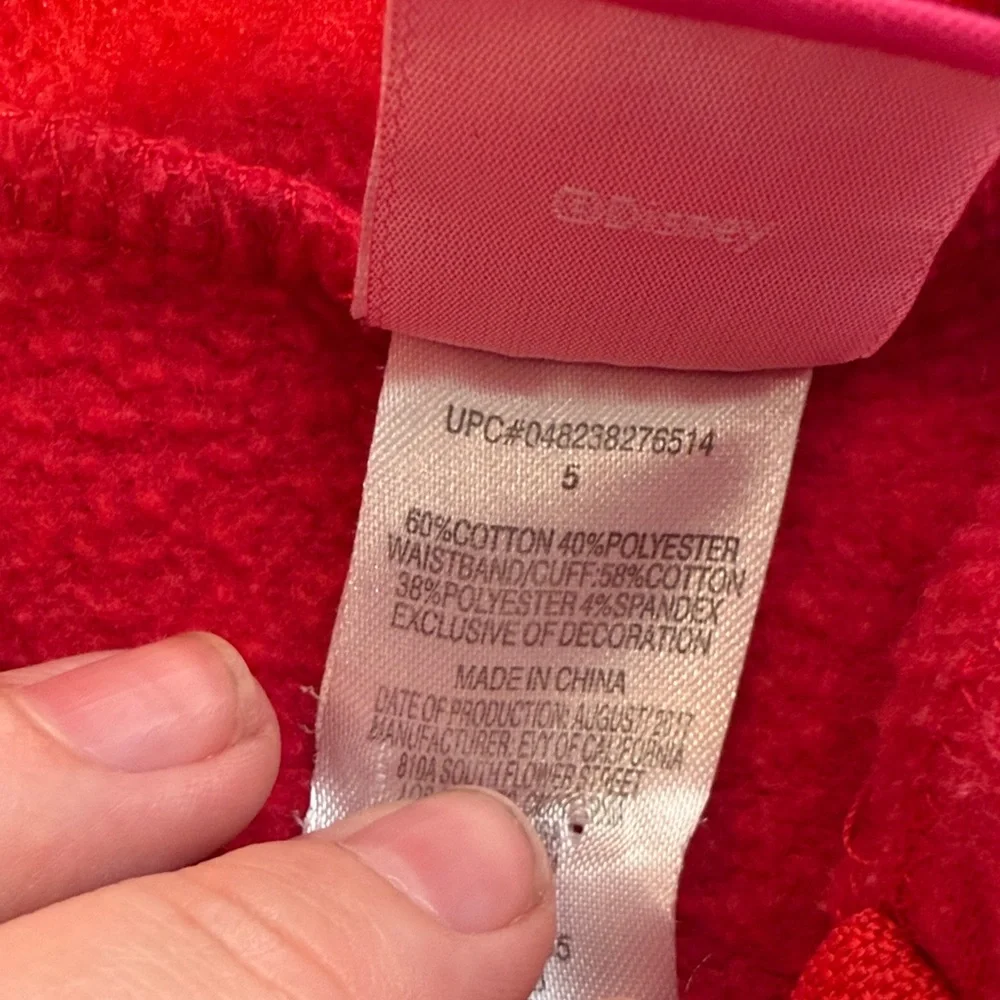 ©Disney
UPC#048238276514
5
60%COTTON 40%POLYESTER
WAISTBAND/CUFF:58%COTTON
38%POLYESTER 4%SPANDEX
EXCLUSIVE OF DECORATION
MADE IN CHINA
DATE OF PRODUCTION: AUGUST 2017
MANUFACTURER: EVY OF CALIFORNIA
810A SOUTH FLOWER STREET
5